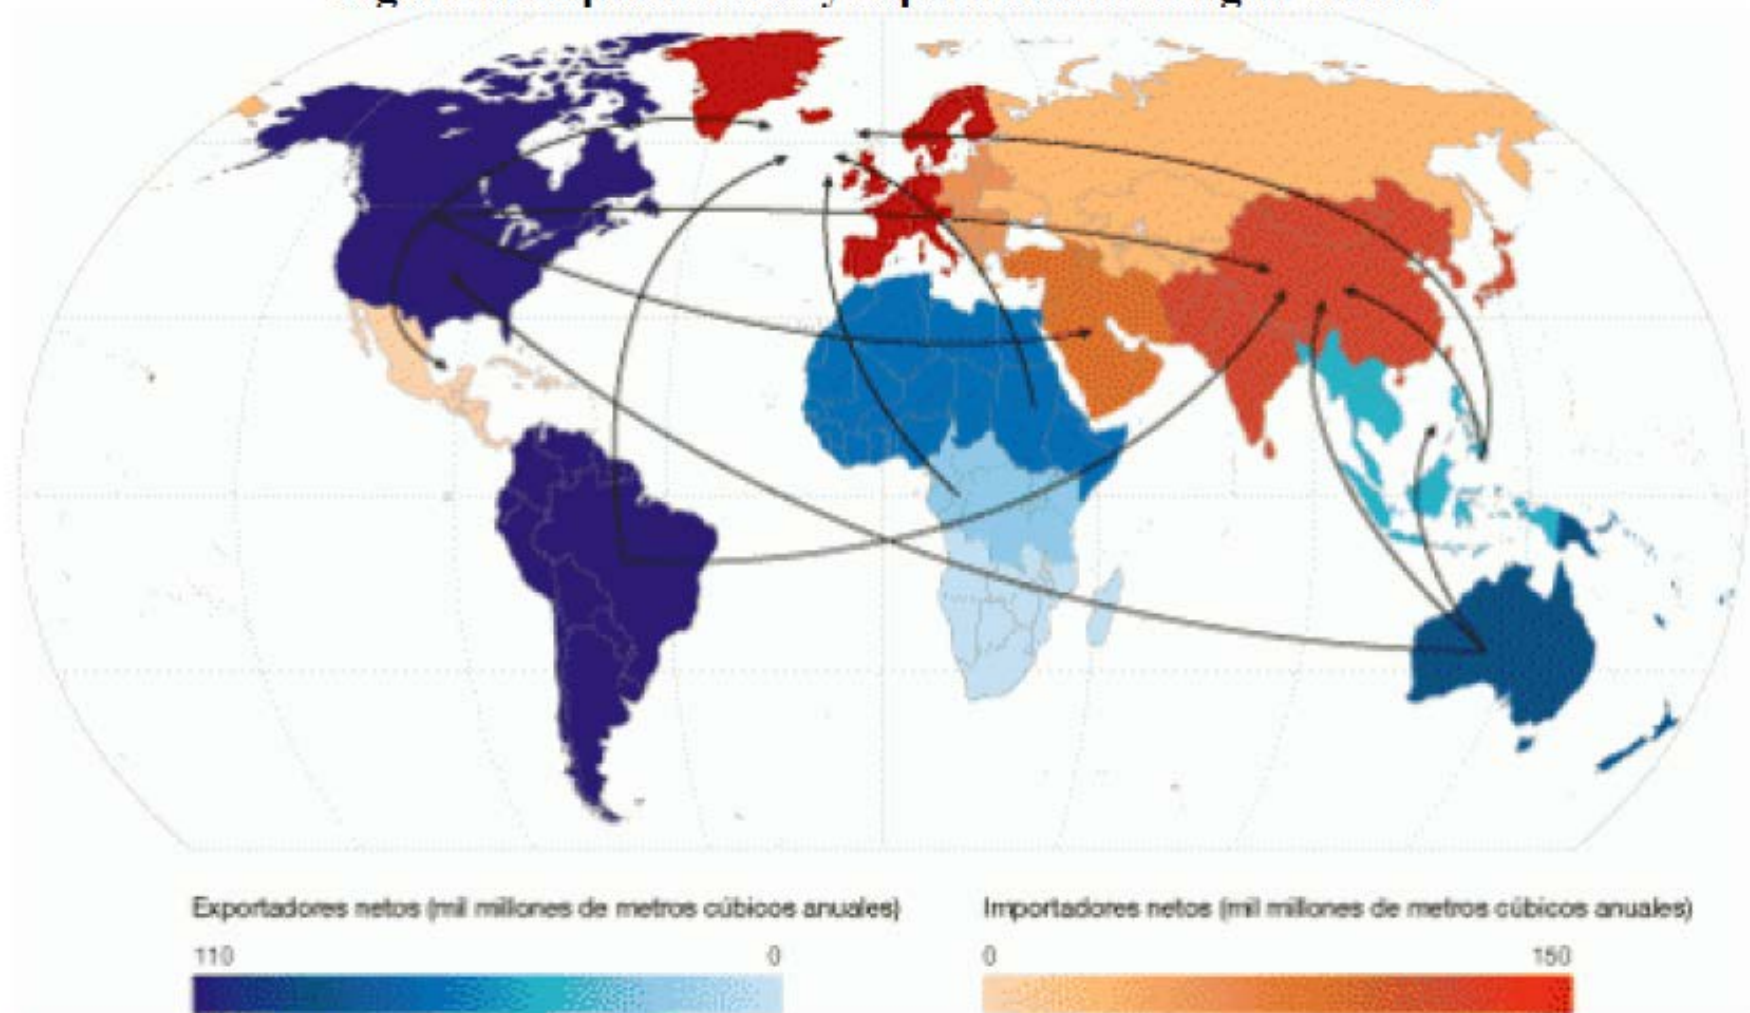 Exportadores netos (mil millones de metros cúbicos anuales)
Importadores netos (mil millones de metros cúbicos anuales)
110 0
0 150